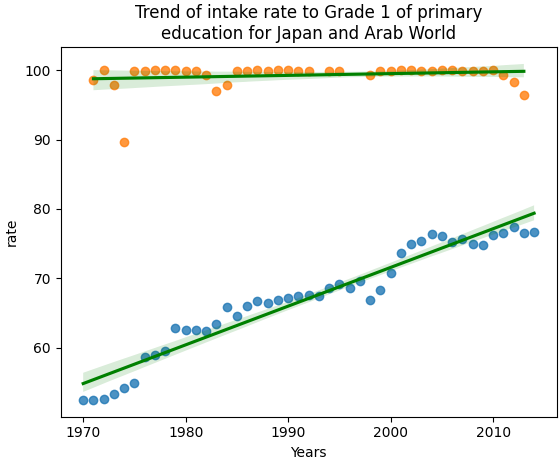 Trend of intake rate to Grade 1 of primary
education for Japan and Arab World
100
90
80
70
60
rate
1970 1980 1990 2000 2010
Years